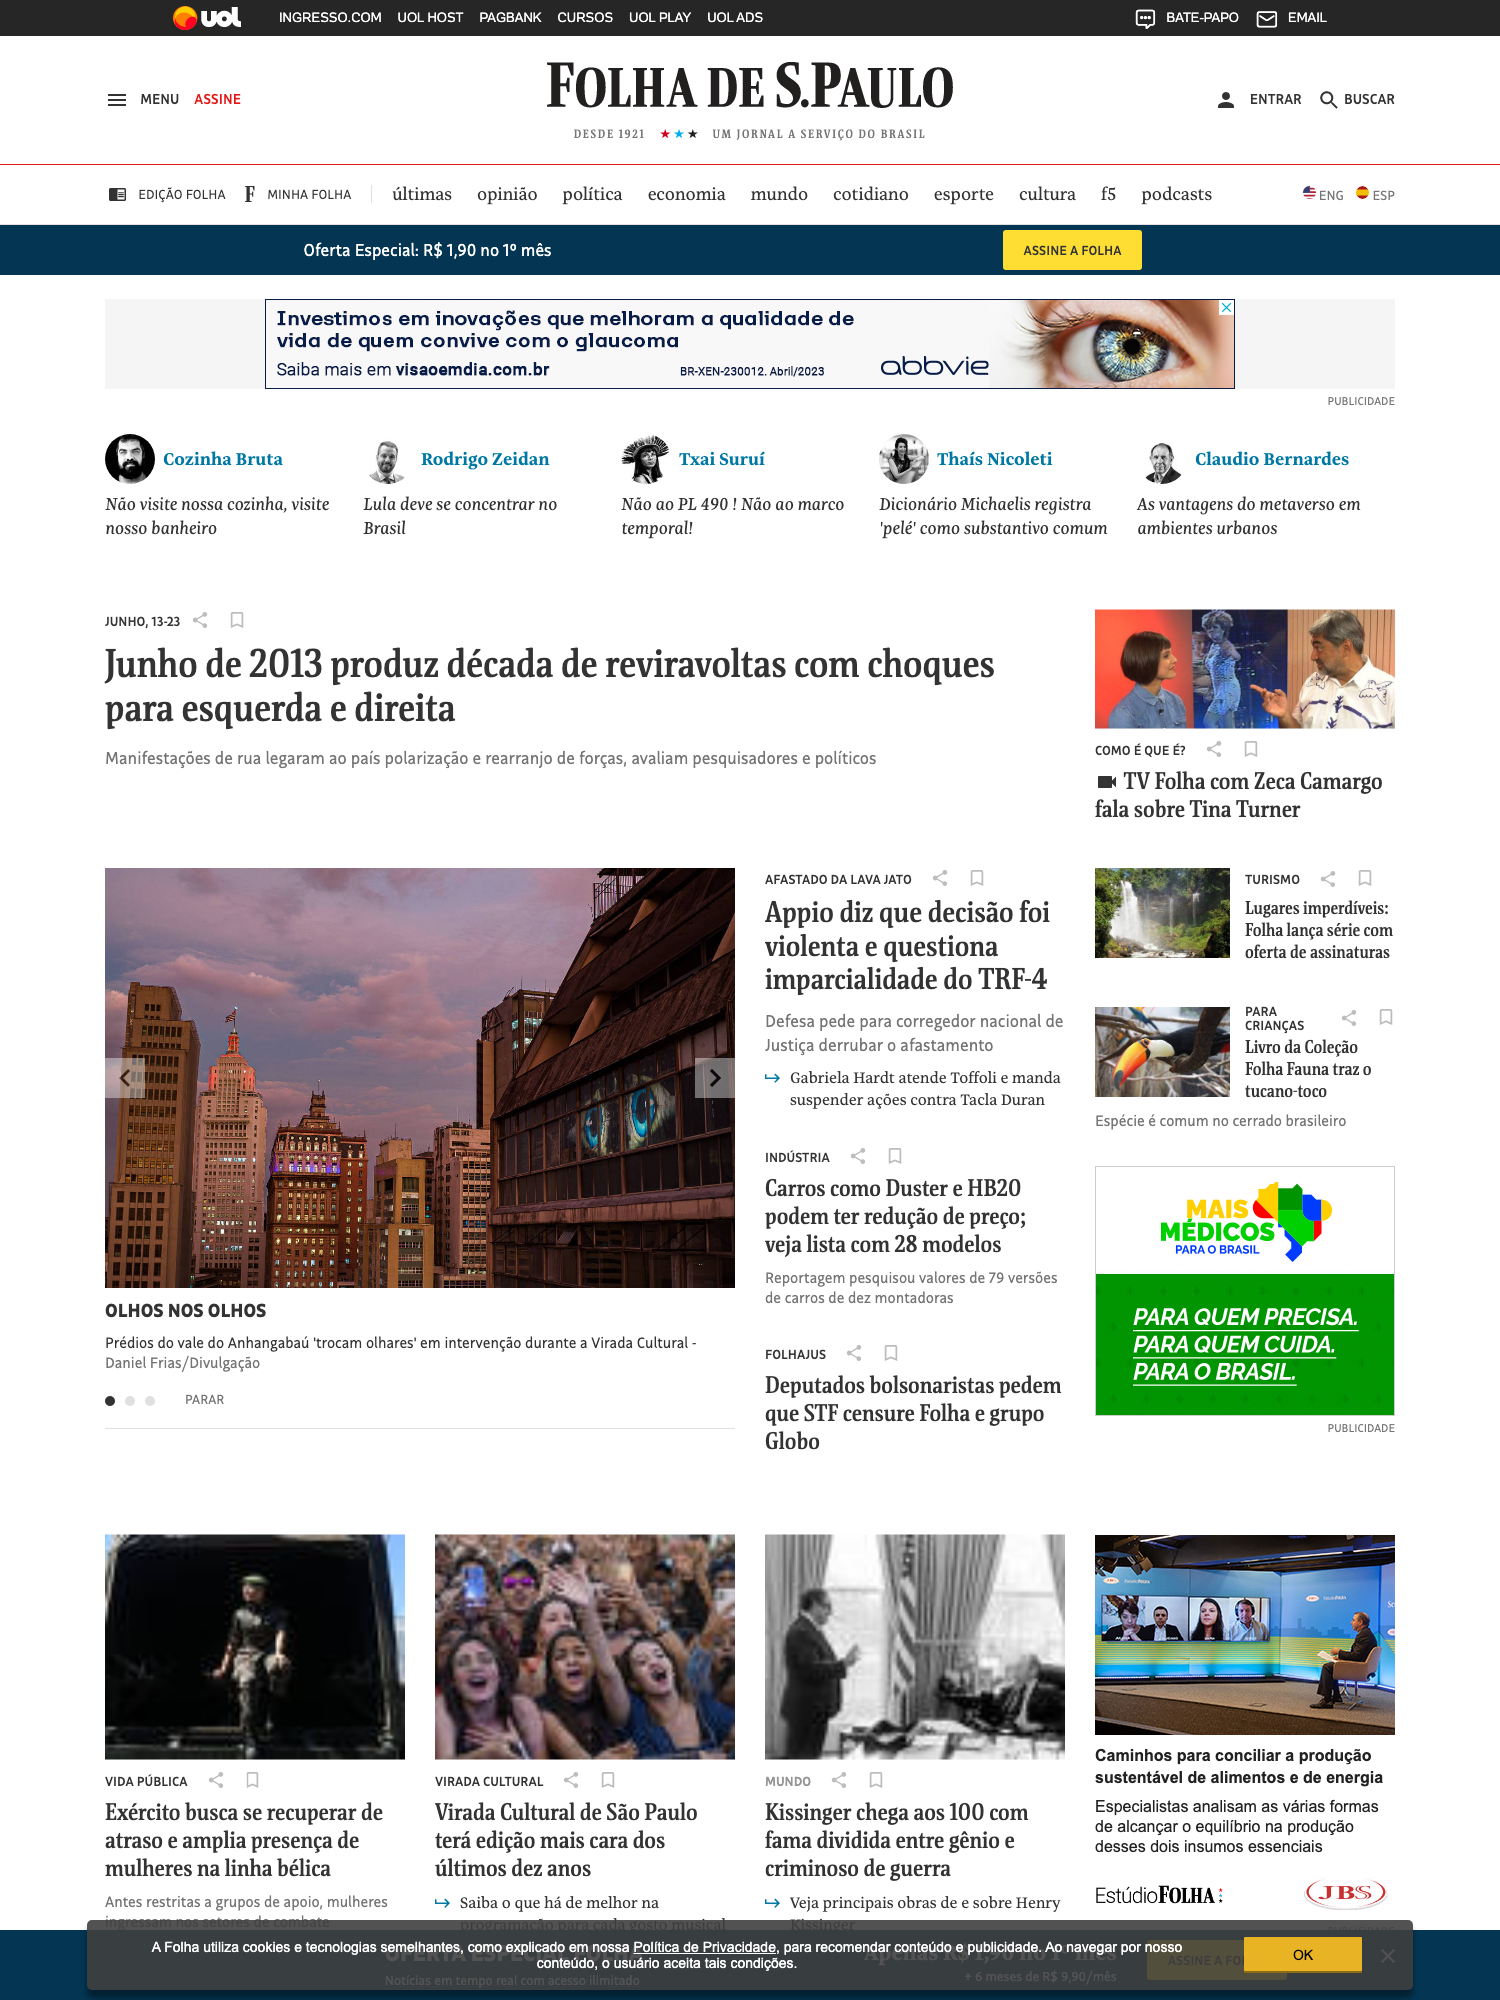 uol INGRESSO.COM UOL HOST PAGBANK CURSOS UOL PLAY UOL ADS BATE-PAPO EMAIL
MENU ASSINE
FOLHA DE S.PAULO
DESDE 1921 ★★★ UM JORNAL A SERVIÇO DO BRASIL
ENTRAR BUSCAR
EDIÇÃO FOLHA F MINHA FOLHA últimas opinião política economia mundo cotidiano esporte cultura f5 podcasts ENG ESP
Oferta Especial: R$ 1,90 no 1º mês ASSINE A FOLHA
Investimos em inovações que melhoram a qualidade de
vida de quem convive com o glaucoma
Saiba mais em visaoemdia.com.br BR-XEN-230012. Abril/2023 abbvie
PUBLICIDADE
Cozinha Bruta
Não visite nossa cozinha, visite
nosso banheiro
Rodrigo Zeidan
Lula deve se concentrar no
Brasil
Txai Suruí
Não ao PL 490 ! Não ao marco
temporal!
Thaís Nicoleti
Dicionário Michaelis registra
'pelé' como substantivo comum
Claudio Bernardes
As vantagens do metaverso em
ambientes urbanos
JUNHO, 13-23
Junho de 2013 produz década de reviravoltas com choques
para esquerda e direita
Manifestações de rua legaram ao país polarização e rearranjo de forças, avaliam pesquisadores e políticos
COMO É QUE É?
TV Folha com Zeca Camargo
fala sobre Tina Turner
OLHOS NOS OLHOS
Prédios do vale do Anhangabaú 'trocam olhares' em intervenção durante a Virada Cultural -
Daniel Frias/Divulgação
PARAR
AFASTADO DA LAVA JATO
Appio diz que decisão foi
violenta e questiona
imparcialidade do TRF-4
Defesa pede para corregedor nacional de
Justiça derrubar o afastamento
Gabriela Hardt atende Toffoli e manda
suspender ações contra Tacla Duran
INDÚSTRIA
Carros como Duster e HB20
podem ter redução de preço;
veja lista com 28 modelos
Reportagem pesquisou valores de 79 versões
de carros de dez montadoras
FOLHAJUS
Deputados bolsonaristas pedem
que STF censure Folha e grupo
Globo
TURISMO
Lugares imperdíveis:
Folha lança série com
oferta de assinaturas
PARA
CRIANÇAS
Livro da Coleção
Folha Fauna traz o
tucano-toco
Espécie é comum no cerrado brasileiro
MAIS
MÉDICOS
PARA O BRASIL
PARA QUEM PRECISA.
PARA QUEM CUIDA.
PARA O BRASIL.
PUBLICIDADE
VIDA PÚBLICA
Exército busca se recuperar de
atraso e amplia presença de
mulheres na linha bélica
Antes restritas a grupos de apoio, mulheres
ingressam nos setores de combate
VIRADA CULTURAL
Virada Cultural de São Paulo
terá edição mais cara dos
últimos dez anos
Saiba o que há de melhor na
programação para cada gosto musical
MUNDO
Kissinger chega aos 100 com
fama dividida entre gênio e
criminoso de guerra
Veja principais obras de e sobre Henry
Kissinger
Caminhos para conciliar a produção
sustentável de alimentos e de energia
Especialistas analisam as várias formas
de alcançar o equilíbrio na produção
desses dois insumos essenciais
EstúdioFOLHA JBS
A Folha utiliza cookies e tecnologias semelhantes, como explicado em nossa Política de Privacidade, para recomendar conteúdo e publicidade. Ao navegar por nosso
conteúdo, o usuário aceita tais condições.
OK
Notícias em tempo real com acesso ilimitado
Apenas R$ 1,90 no 1º mês
+ 6 meses de R$ 9,90/mês
ASSINE A FO